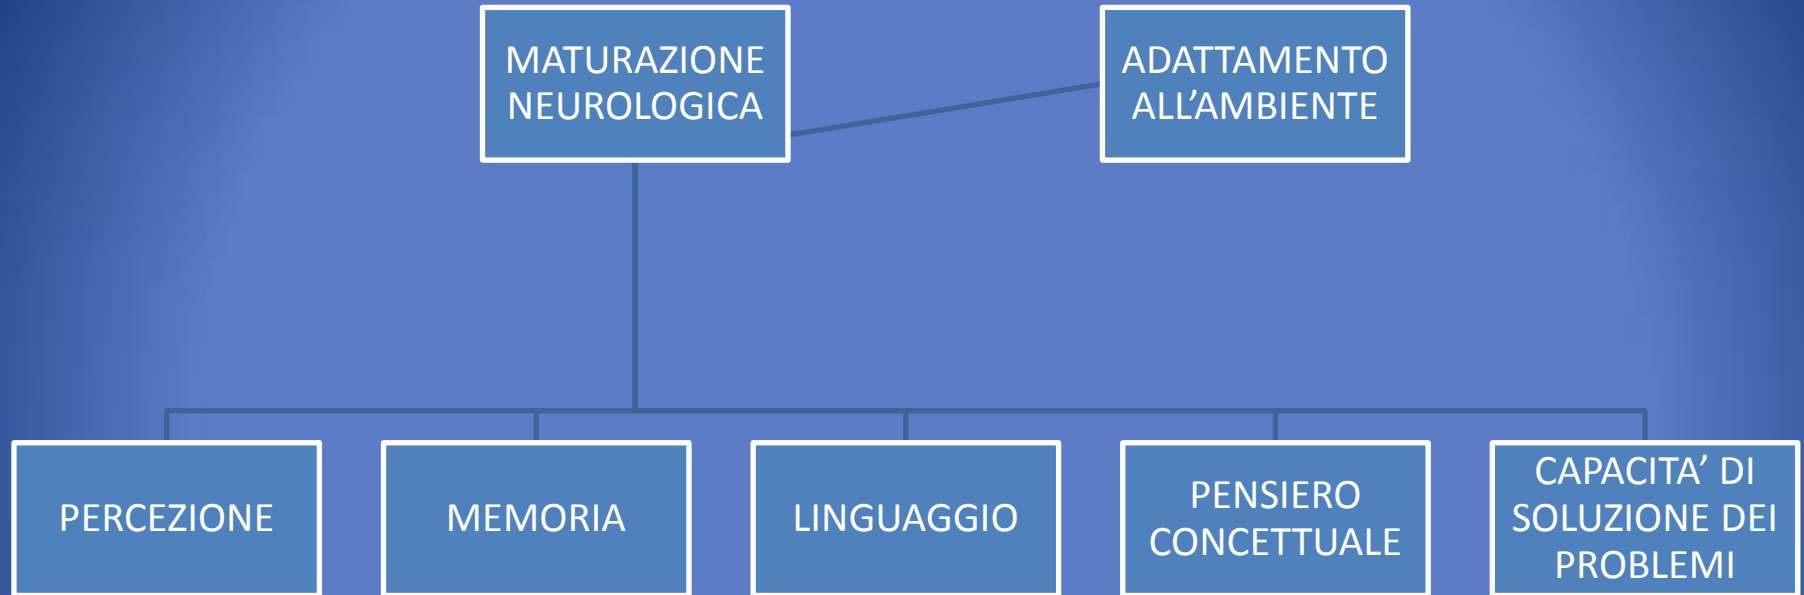 MATURAZIONE
NEUROLOGICA
ADATTAMENTO
ALL’AMBIENTE
PERCEZIONE
MEMORIA
LINGUAGGIO
PENSIERO
CONCETTUALE
CAPACITA’ DI
SOLUZIONE DEI
PROBLEMI